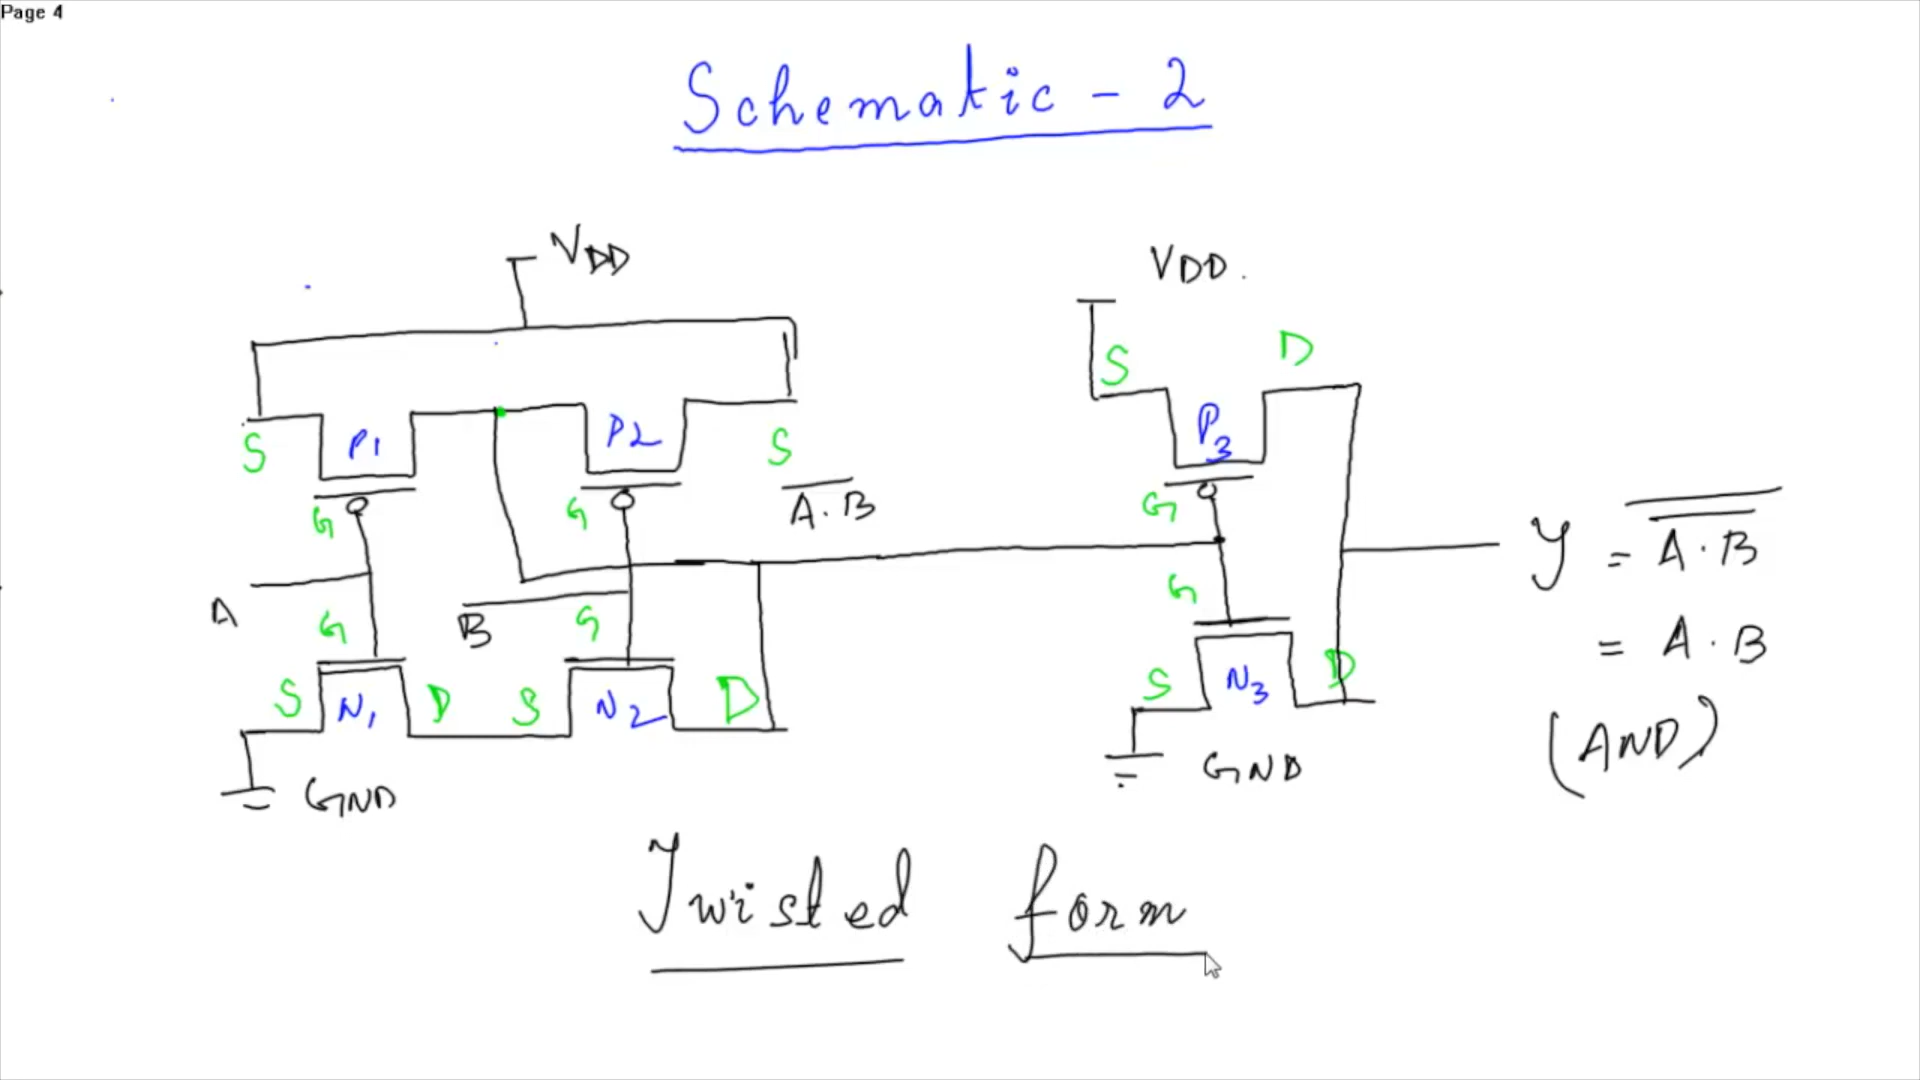 Page 4
Schematic - 2
VDD
VDD.
S
D
P1
P2
P3
S
S
G
G
G
A.B
y = A.B
A
G
B
G
G
= A.B
S
N1
D
S
N2
D
S
N3
D
(AND)
GND
GND
Twisted form